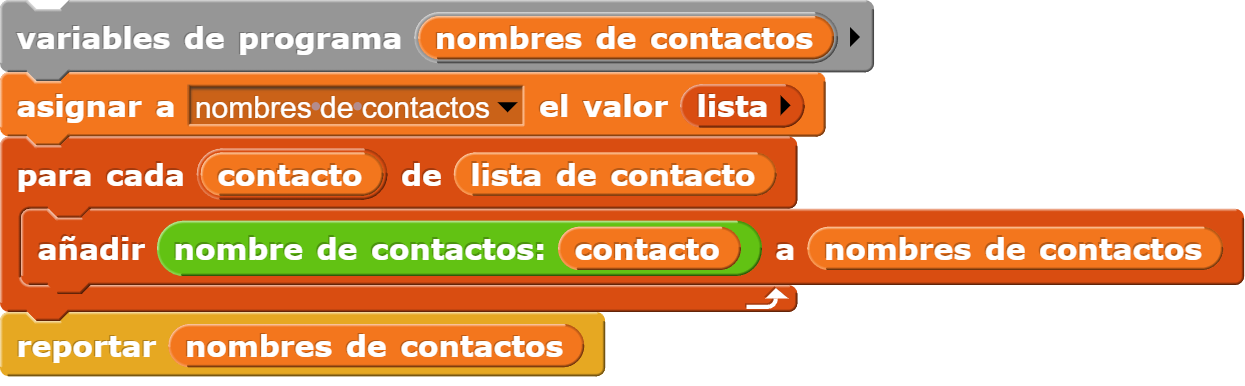 variables de programa nombres de contactos
asignar a nombres de contactos el valor lista
para cada contacto de lista de contacto
añadir nombre de contactos: contacto a nombres de contactos
reportar nombres de contactos